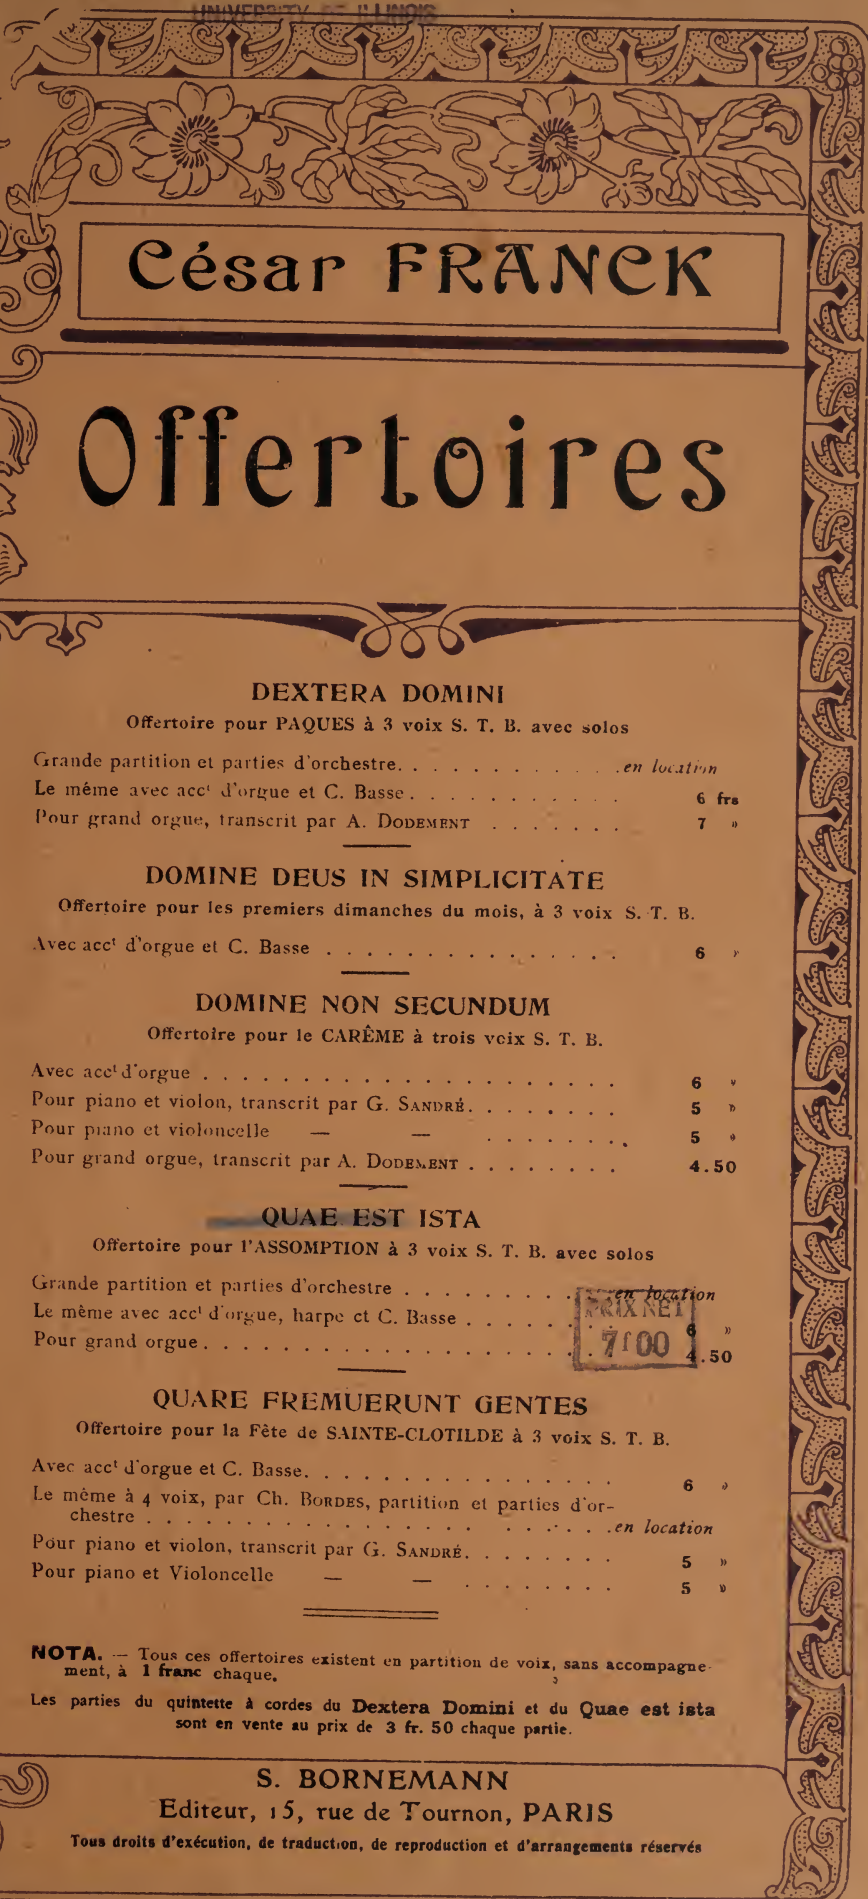 UNIVERSITY OF ILLINOIS
César FRANCK
Offertoires
DEXTERA DOMINI
Offertoire pour PAQUES à 3 voix S. T. B. avec solos
Grande partition et parties d'orchestre. . . . . . . . . . . . en location
Le même avec accᵗ d'orgue et C. Basse . . . . . . . . . . 6 frs
Pour grand orgue, transcrit par A. DODEMENT . . . . . . . 7 »
DOMINE DEUS IN SIMPLICITATE
Offertoire pour les premiers dimanches du mois, à 3 voix S. T. B.
Avec accᵗ d'orgue et C. Basse . . . . . . . . . . . . . . . 6 »
DOMINE NON SECUNDUM
Offertoire pour le CARÊME à trois voix S. T. B.
Avec accᵗ d'orgue . . . . . . . . . . . . . . . . . . . . . 6 »
Pour piano et violon, transcrit par G. SANDRÉ. . . . . . . . 5 »
Pour piano et violoncelle — — . . . . . . . . 5 »
Pour grand orgue, transcrit par A. DODEMENT . . . . . . . . 4.50
QUAE EST ISTA
Offertoire pour l'ASSOMPTION à 3 voix S. T. B. avec solos
Grande partition et parties d'orchestre . . . . . . . . . . en location
Le même avec accᵗ d'orgue, harpe et C. Basse . . . . . . 6 »
Pour grand orgue . . . . . . . . . . . . . . . . . . . . . 4.50
PRIX NET
7f00
QUARE FREMUERUNT GENTES
Offertoire pour la Fête de SAINTE-CLOTILDE à 3 voix S. T. B.
Avec accᵗ d'orgue et C. Basse. . . . . . . . . . . . . . . . 6 »
Le même à 4 voix, par Ch. BORDES, partition et parties d'or-
chestre . . . . . . . . . . . . . . . . . . . . . en location
Pour piano et violon, transcrit par G. SANDRÉ. . . . . . . . 5 »
Pour piano et Violoncelle — — . . . . . . . . 5 »
NOTA. — Tous ces offertoires existent en partition de voix, sans accompagne-
ment, à 1 franc chaque.
Les parties du quintette à cordes du Dextera Domini et du Quae est ista
sont en vente au prix de 3 fr. 50 chaque partie.
S. BORNEMANN
Editeur, 15, rue de Tournon, PARIS
Tous droits d'exécution, de traduction, de reproduction et d'arrangements réservés